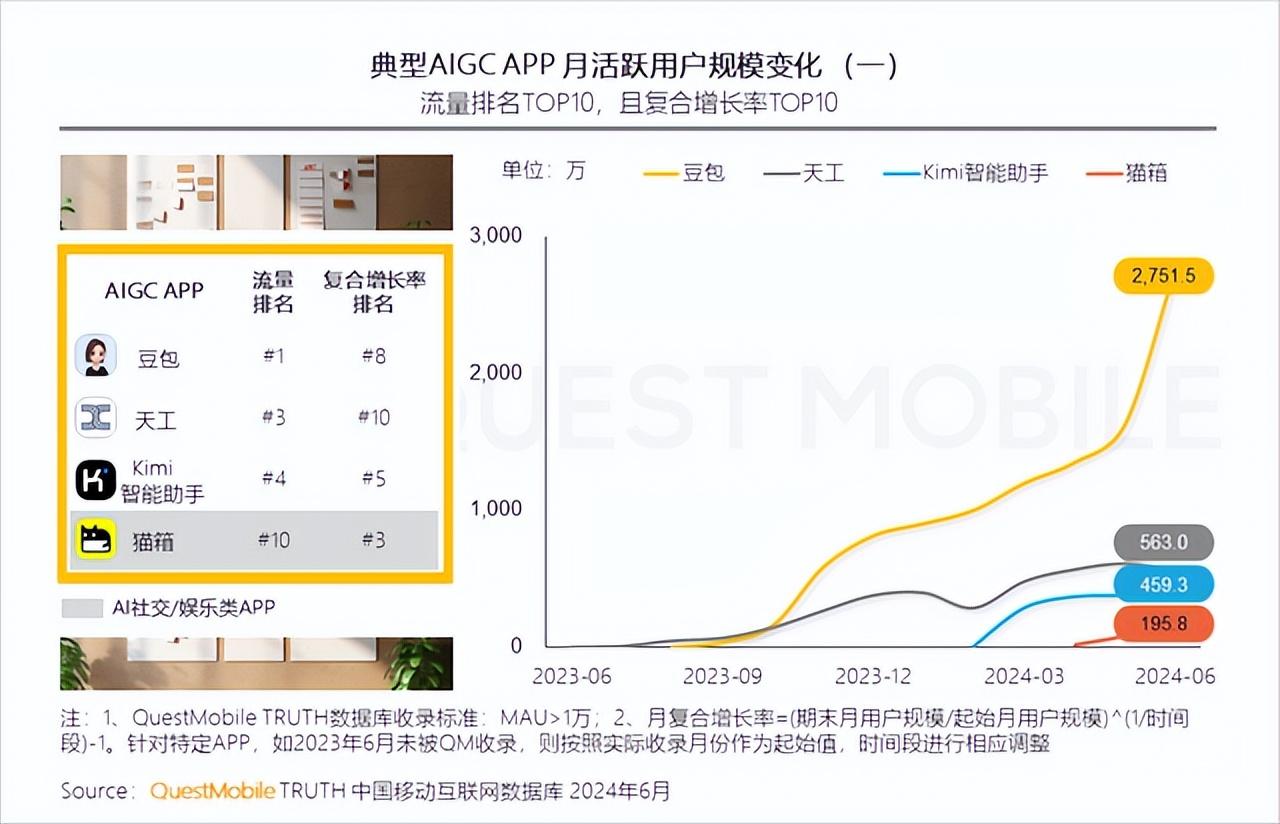 典型AIGC APP 月活跃用户规模变化（一）
流量排名TOP10，且复合增长率TOP10
单位：万
豆包
天工
Kimi智能助手
猫箱
AIGC APP 流量排名 复合增长率排名
豆包 #1 #8
天工 #3 #10
Kimi智能助手 #4 #5
猫箱 #10 #3
AI社交/娱乐类APP
3,000
2,000
1,000
0
2,751.5
563.0
459.3
195.8
2023-06 2023-09 2023-12 2024-03 2024-06
QUEST MOBILE
注：1、QuestMobile TRUTH数据库收录标准：MAU>1万；2、月复合增长率=(期末月用户规模/起始月用户规模)^(1/时间
段)-1。针对特定APP，如2023年6月未被QM收录，则按照实际收录月份作为起始值，时间段进行相应调整
Source：QuestMobile TRUTH 中国移动互联网数据库 2024年6月